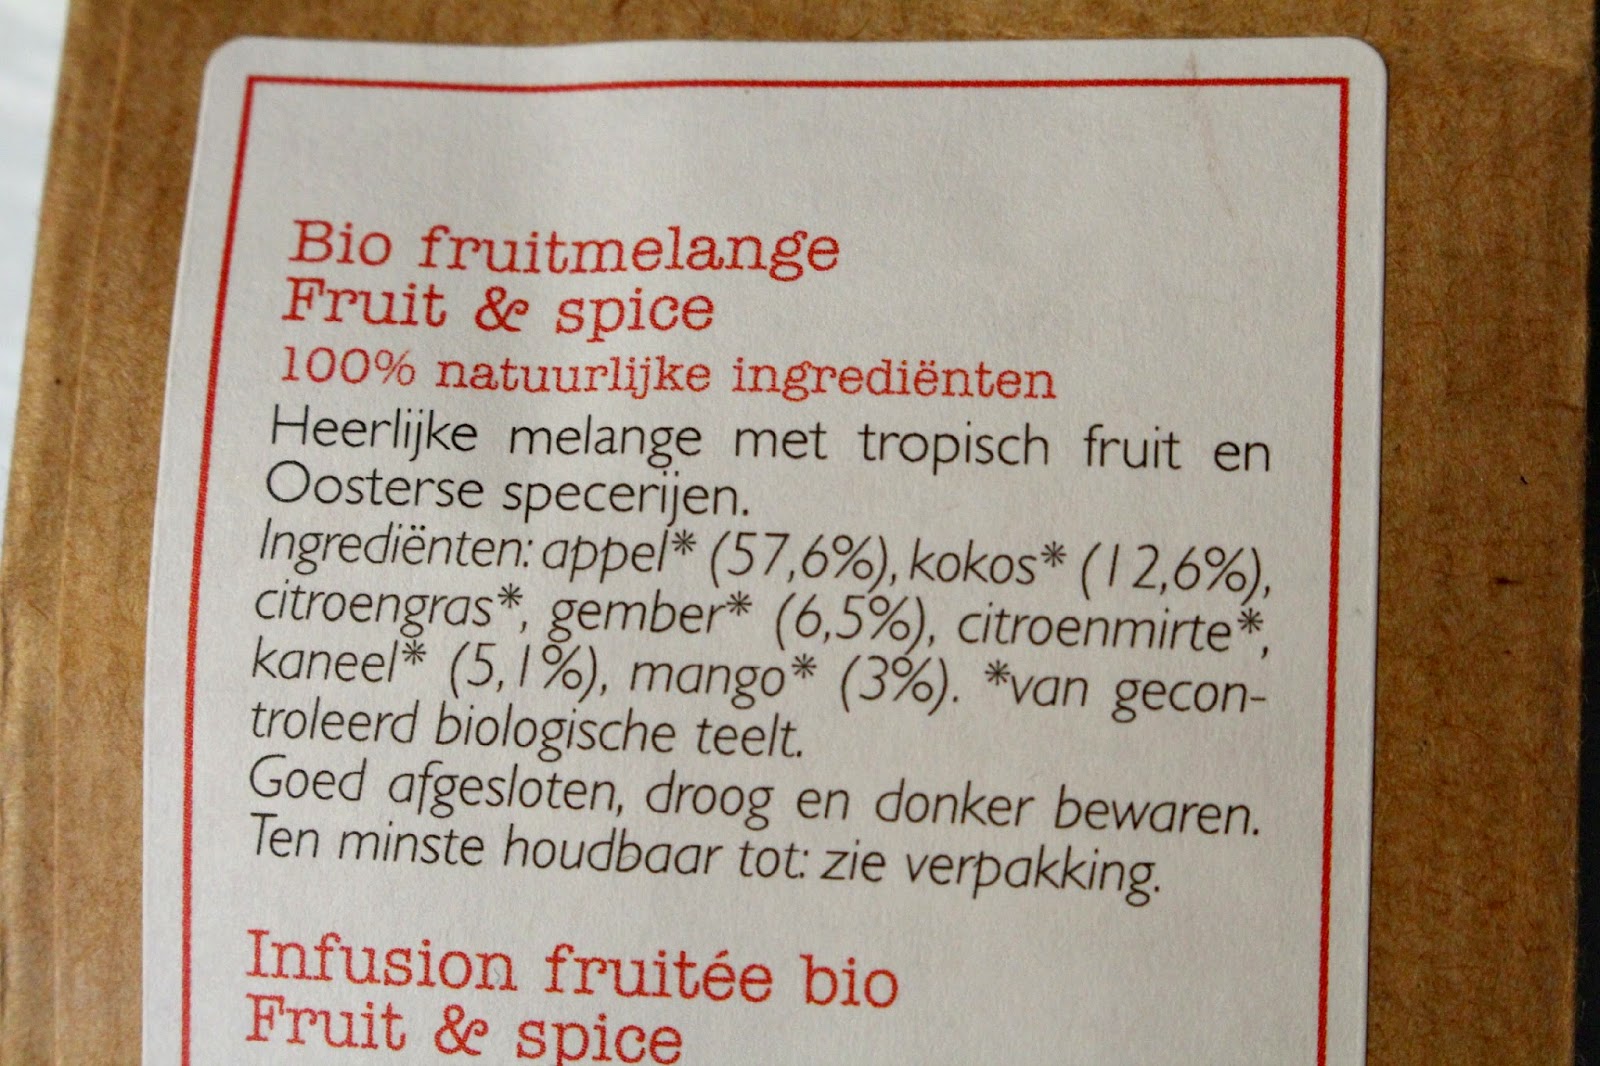 Bio fruitmelange
Fruit & spice
100% natuurlijke ingrediënten
Heerlijke melange met tropisch fruit en
Oosterse specerijen.
Ingrediënten: appel* (57,6%), kokos* (12,6%),
citroengras*, gember* (6,5%), citroenmirte*,
kaneel* (5,1%), mango* (3%). *van gecon-
troleerd biologische teelt.
Goed afgesloten, droog en donker bewaren.
Ten minste houdbaar tot: zie verpakking.
Infusion fruitée bio
Fruit & spice